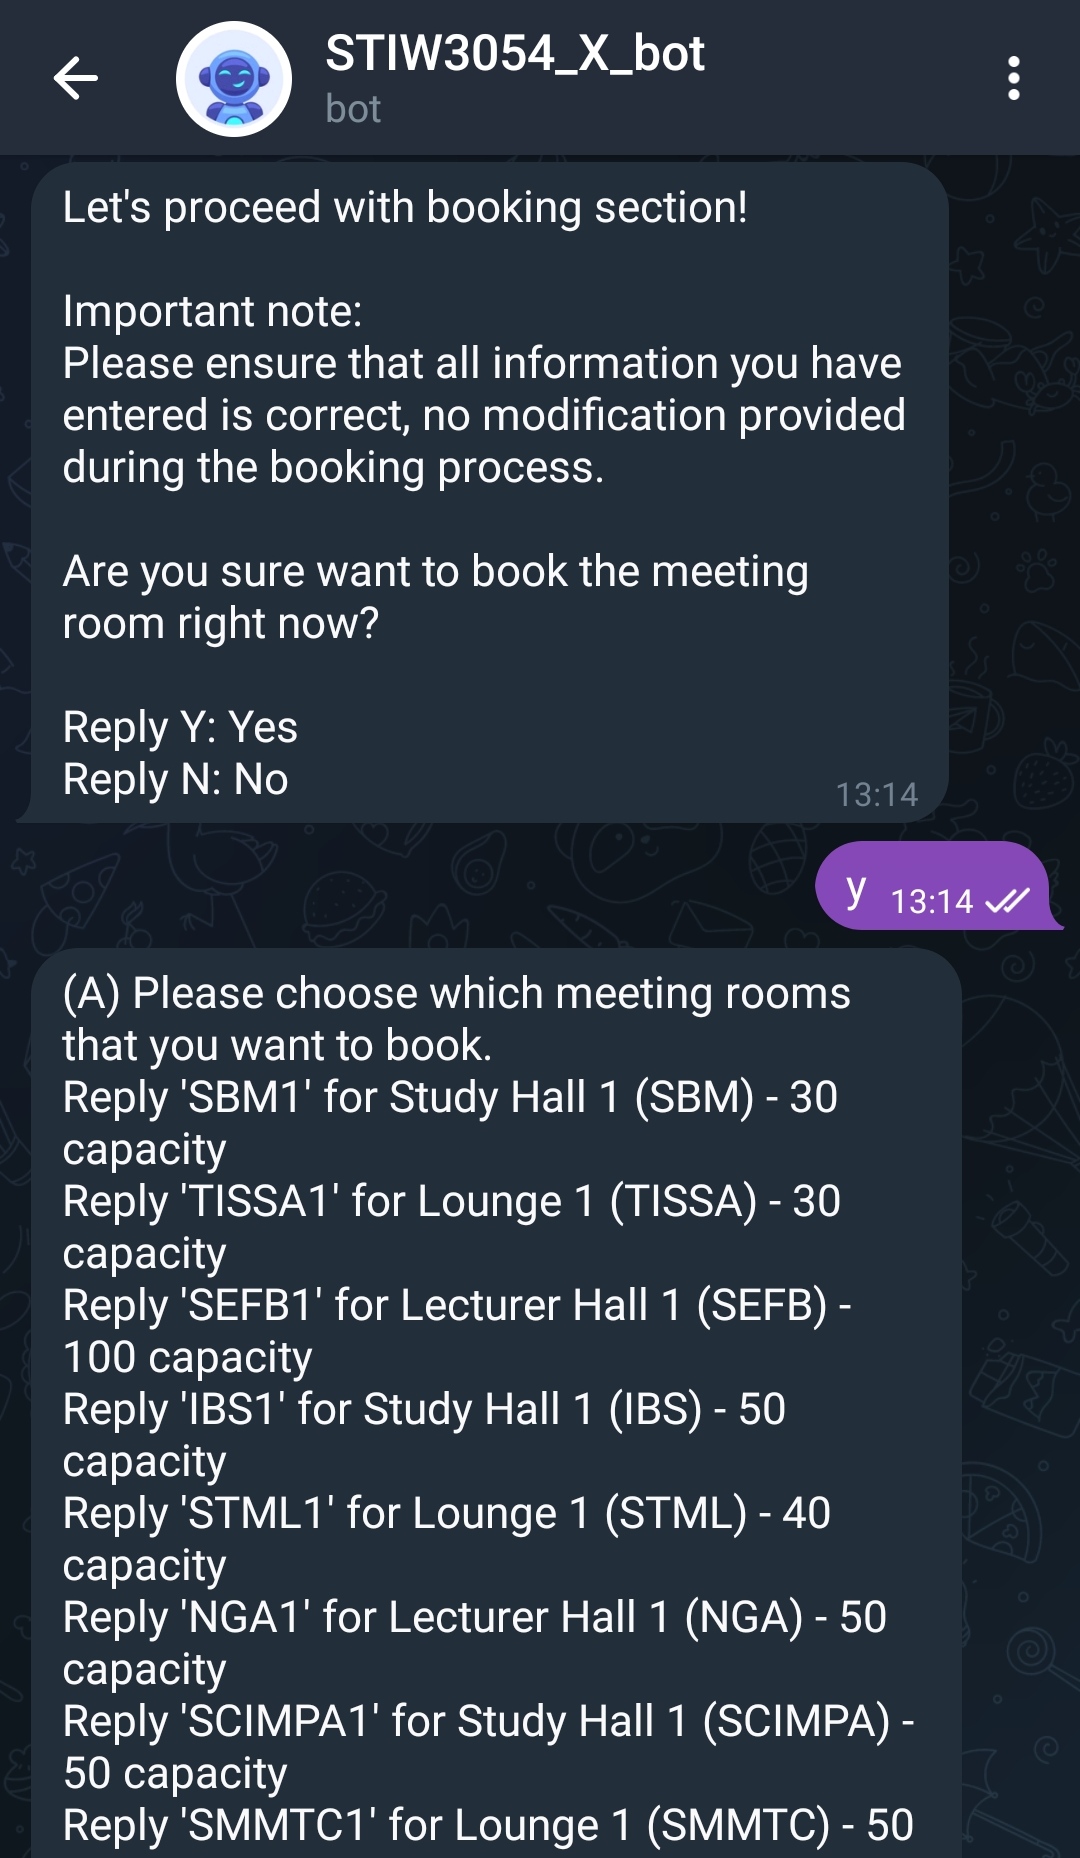 STIW3054_X_bot
bot
Let's proceed with booking section!
Important note:
Please ensure that all information you have
entered is correct, no modification provided
during the booking process.
Are you sure want to book the meeting
room right now?
Reply Y: Yes
Reply N: No
13:14
y 13:14
(A) Please choose which meeting rooms
that you want to book.
Reply 'SBM1' for Study Hall 1 (SBM) - 30
capacity
Reply 'TISSA1' for Lounge 1 (TISSA) - 30
capacity
Reply 'SEFB1' for Lecturer Hall 1 (SEFB) -
100 capacity
Reply 'IBS1' for Study Hall 1 (IBS) - 50
capacity
Reply 'STML1' for Lounge 1 (STML) - 40
capacity
Reply 'NGA1' for Lecturer Hall 1 (NGA) - 50
capacity
Reply 'SCIMPA1' for Study Hall 1 (SCIMPA) -
50 capacity
Reply 'SMMTC1' for Lounge 1 (SMMTC) - 50